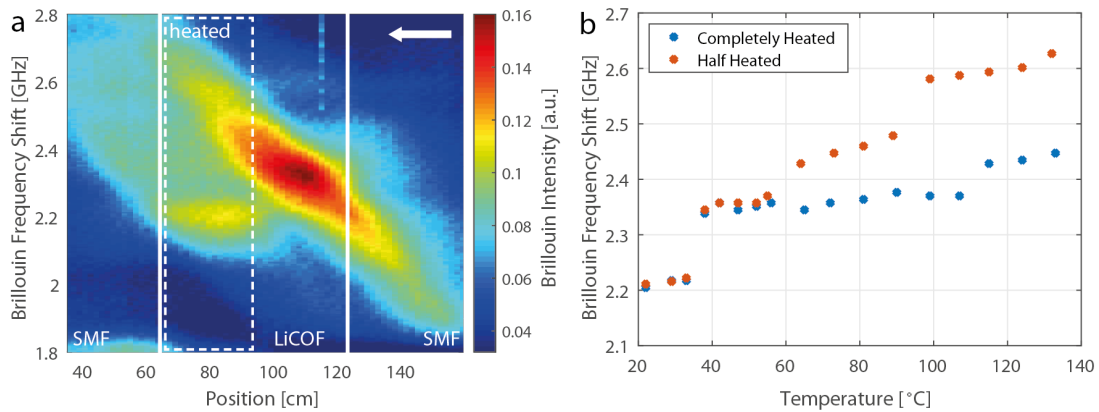 a
Brillouin Frequency Shift [GHz]
2.8
2.6
2.4
2.2
2.0
1.8
heated
SMF
LiCOF
SMF
40
60
80
100
120
140
Position [cm]
0.16
0.14
0.12
0.1
0.08
0.06
0.04
Brillouin Intensity [a.u.]
b
Brillouin Frequency Shift [GHz]
2.7
2.6
2.5
2.4
2.3
2.2
2.1
Completely Heated
Half Heated
20
40
60
80
100
120
140
Temperature [°C]